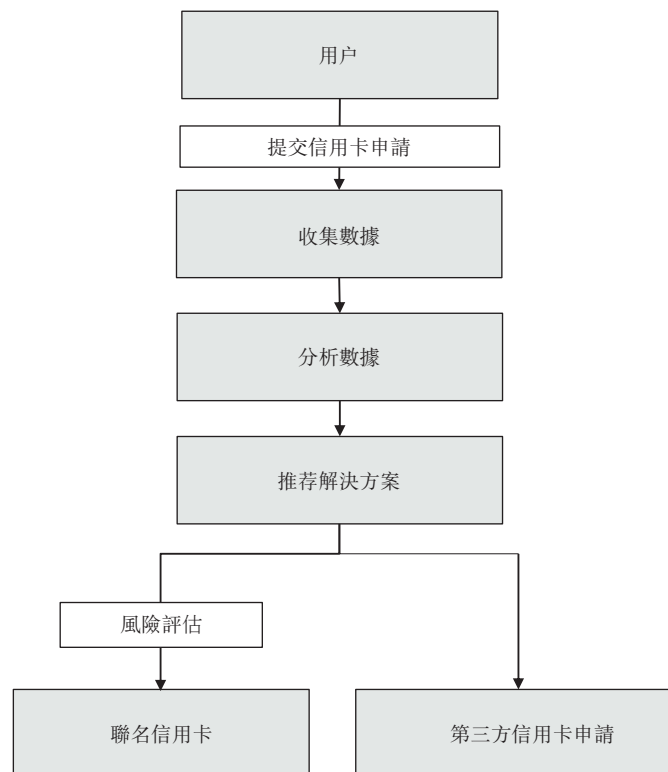 用户
提交信用卡申請
收集數據
分析數據
推荐解決方案
風險評估
聯名信用卡
第三方信用卡申請